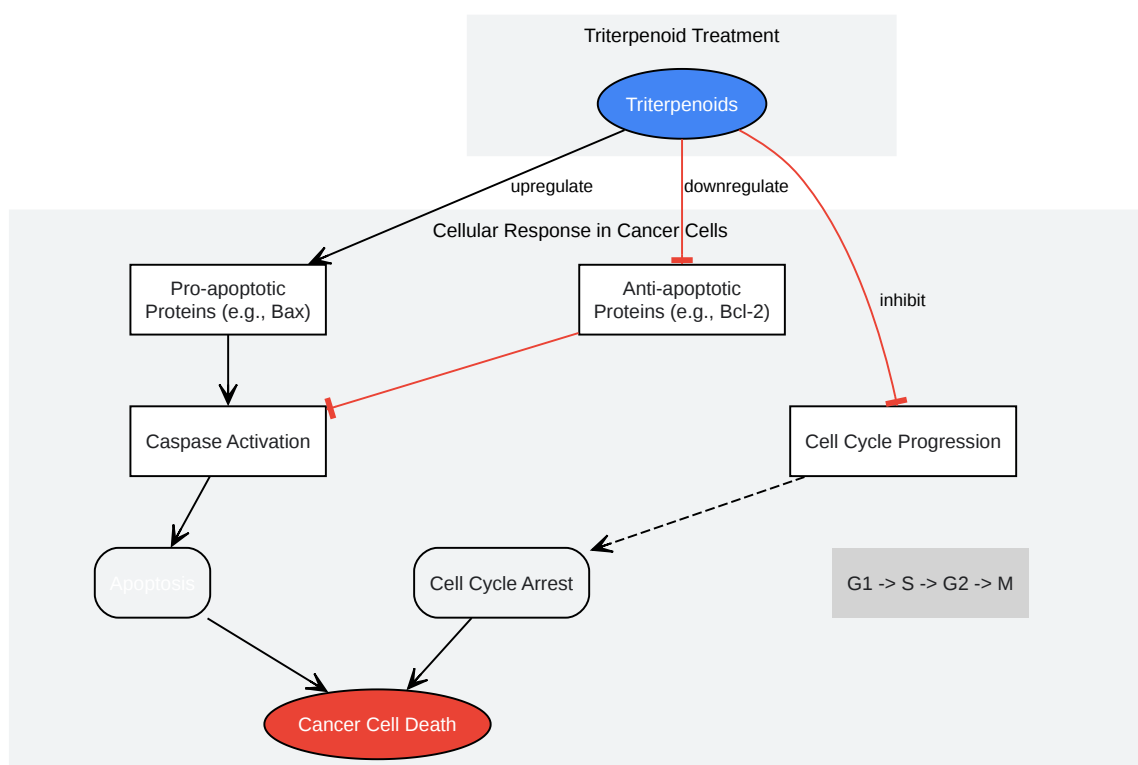 Triterpenoid Treatment
Triterpenoids
upregulate
downregulate
Cellular Response in Cancer Cells
Pro-apoptotic
Proteins (e.g., Bax)
Anti-apoptotic
Proteins (e.g., Bcl-2)
inhibit
Caspase Activation
Cell Cycle Progression
Apoptosis
Cell Cycle Arrest
G1 -> S -> G2 -> M
Cancer Cell Death